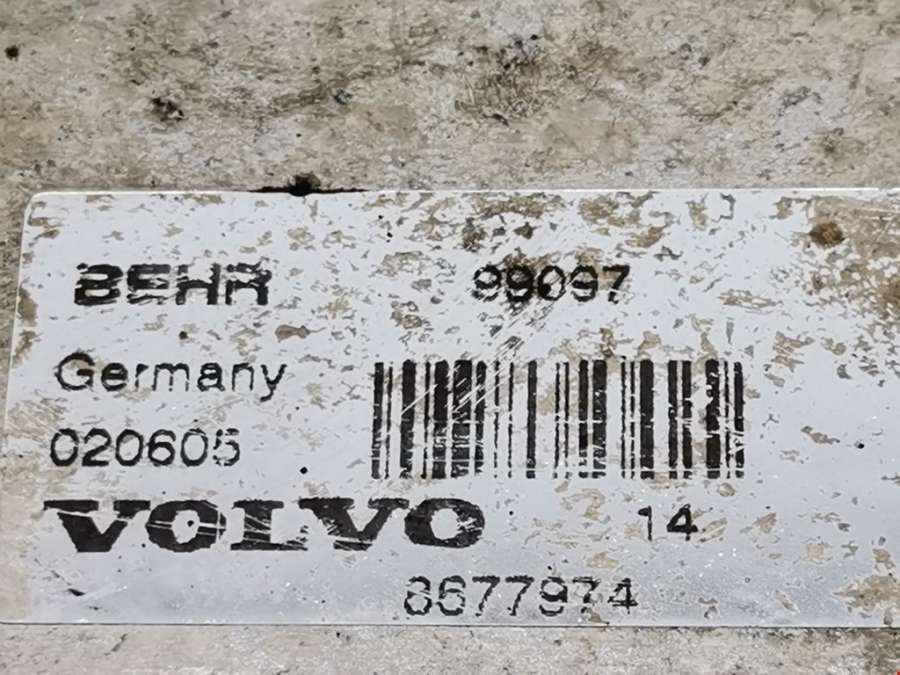 BEHR 99097
Germany
020605
VOLVO 14
8677974